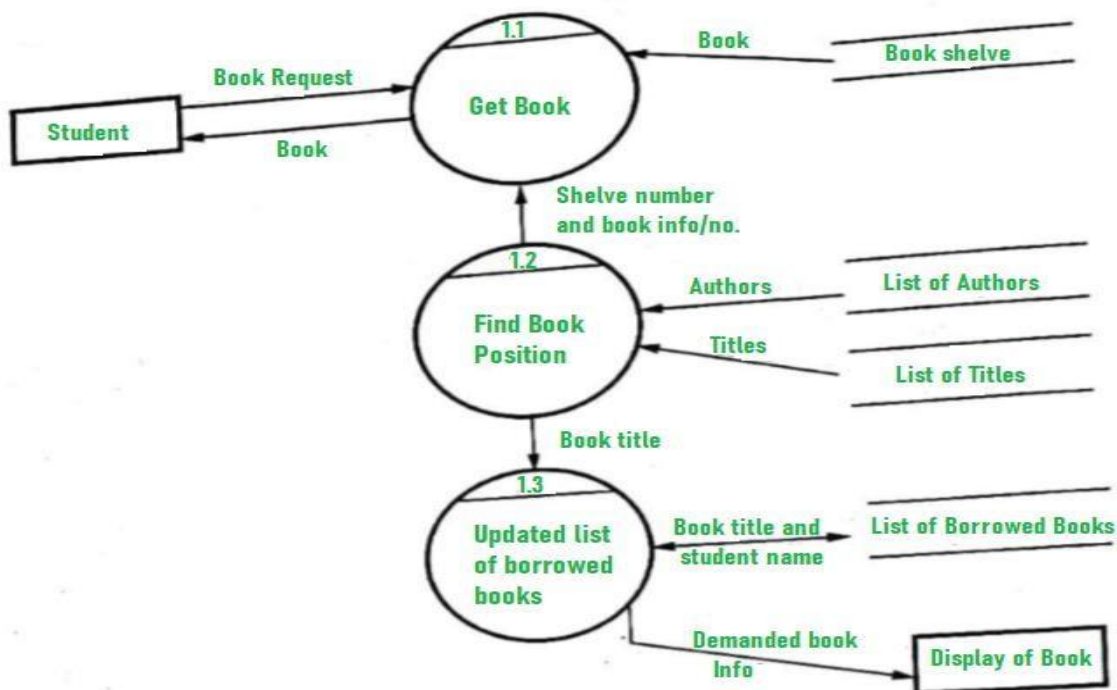 1.1
Book
Book shelve
Book Request
Get Book
Student
Book
Shelve number
and book info/no.
1.2
Authors
List of Authors
Find Book
Position
Titles
List of Titles
Book title
1.3
Updated list
of borrowed
books
Book title and
student name
List of Borrowed Books
Demanded book
Info
Display of Book